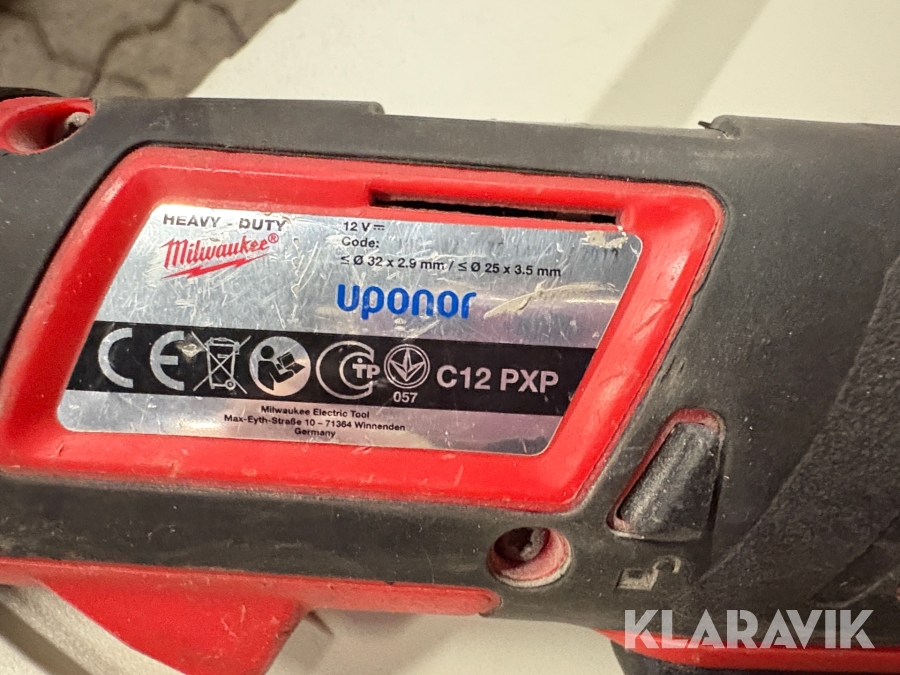 HEAVY - DUTY
Milwaukee®
12 V
Code:
≤ Ø 32 x 2.9 mm / ≤ Ø 25 x 3.5 mm
uponor
CE TP C12 PXP
057
Milwaukee Electric Tool
Max-Eyth-Straße 10 – 71364 Winnenden
Germany
KLARAVIK